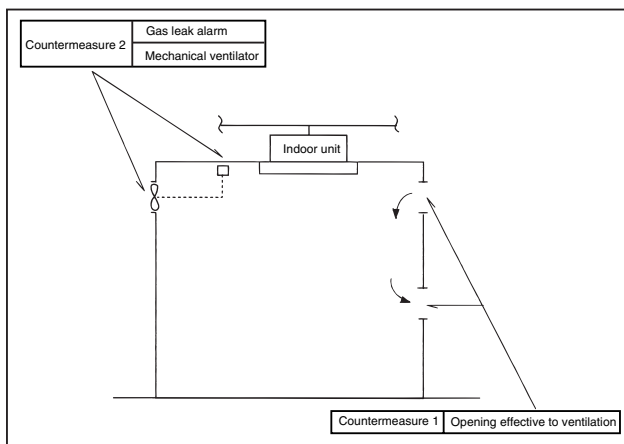 Countermeasure 2
Gas leak alarm
Mechanical ventilator
Indoor unit
Countermeasure 1
Opening effective to ventilation